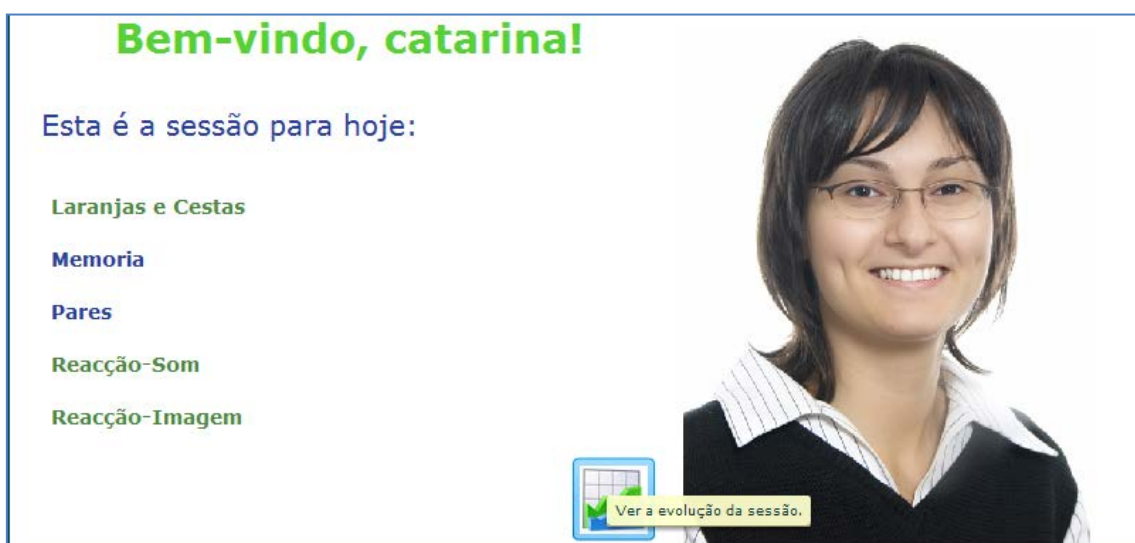 Bem-vindo, catarina!
Esta é a sessão para hoje:
Laranjas e Cestas
Memoria
Pares
Reacção-Som
Reacção-Imagem
Ver a evolução da sessão.